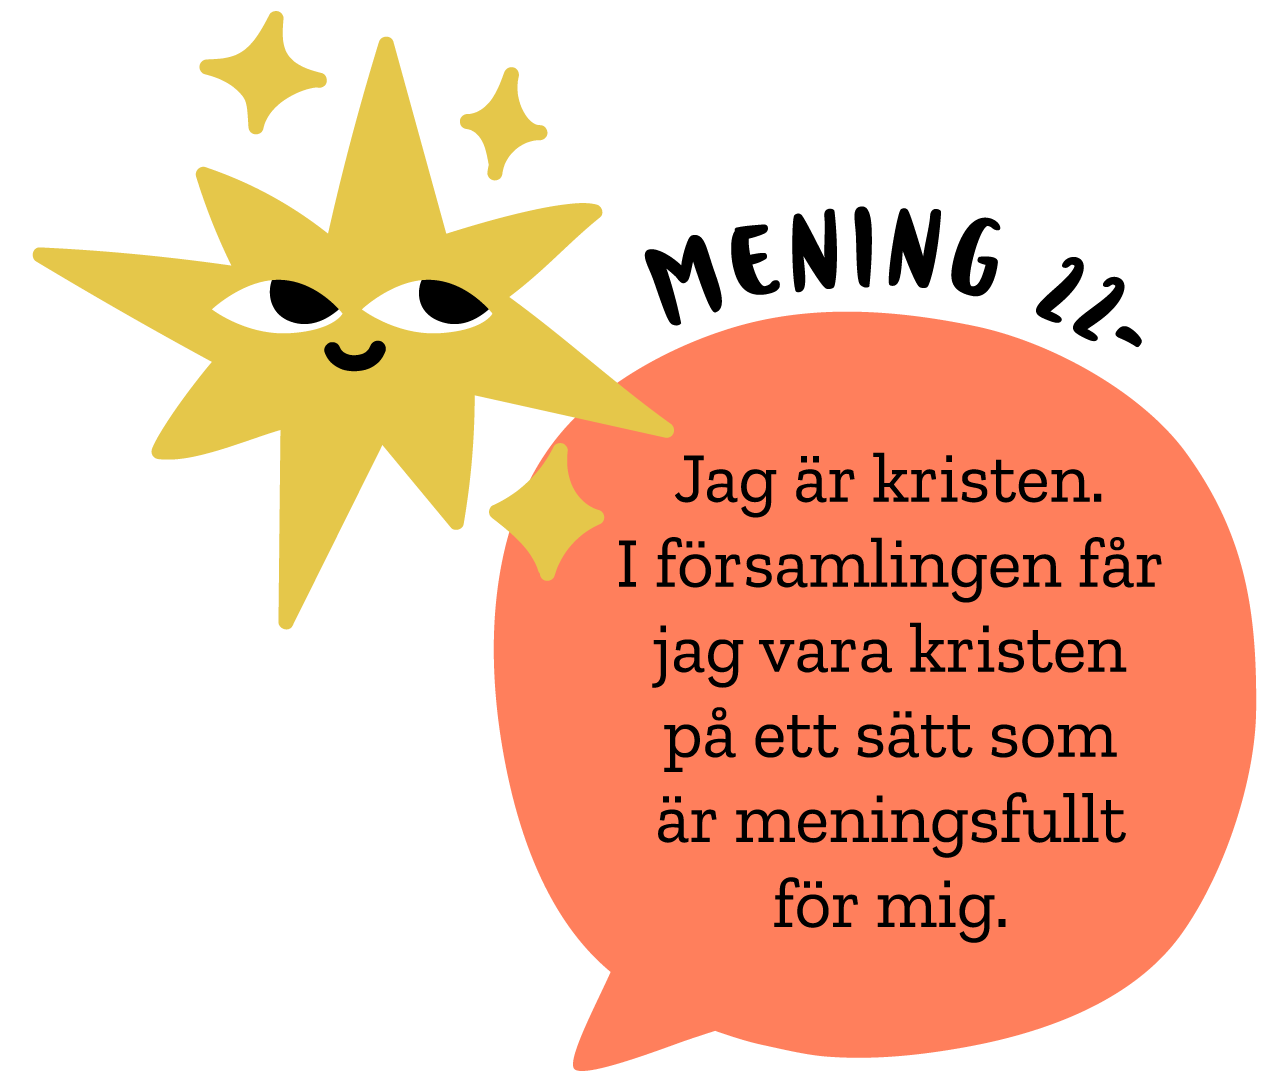 MENING 22-
Jag är kristen.
I församlingen får
jag vara kristen
på ett sätt som
är meningsfullt
för mig.